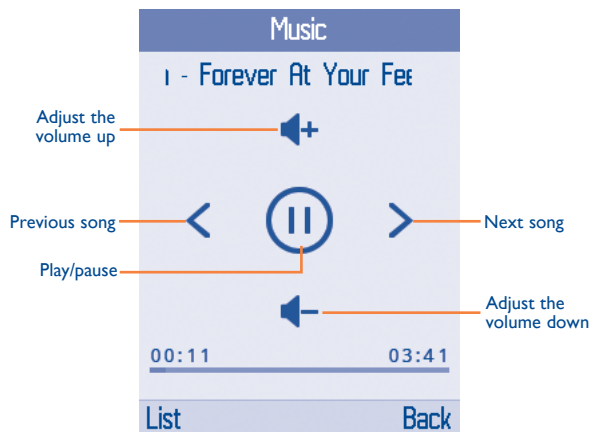 Music
ı - Forever At Your Fee
Adjust the
volume up
Previous song
Next song
Play/pause
Adjust the
volume down
00:11
03:41
List
Back